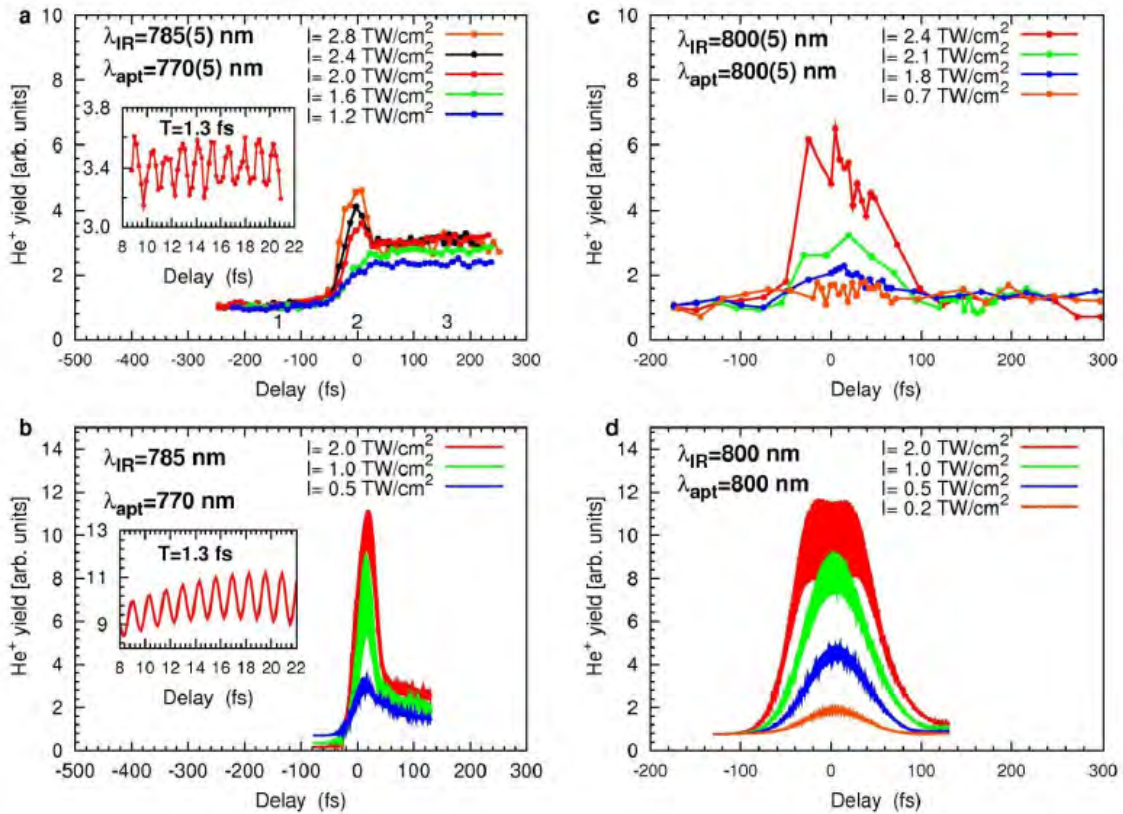 a
λIR=785(5) nm
λapt=770(5) nm
I= 2.8 TW/cm²
I= 2.4 TW/cm²
I= 2.0 TW/cm²
I= 1.6 TW/cm²
I= 1.2 TW/cm²
He⁺ yield [arb. units]
10
8
6
4
2
0
T=1.3 fs
3.8
3.4
3.0
8 10 12 14 16 18 20 22
Delay (fs)
1 2 3
-500 -400 -300 -200 -100 0 100 200 300
Delay (fs)
c
λIR=800(5) nm
λapt=800(5) nm
I= 2.4 TW/cm²
I= 2.1 TW/cm²
I= 1.8 TW/cm²
I= 0.7 TW/cm²
He⁺ yield [arb. units]
10
8
6
4
2
0
-200 -100 0 100 200 300
Delay (fs)
b
λIR=785 nm
λapt=770 nm
I= 2.0 TW/cm²
I= 1.0 TW/cm²
I= 0.5 TW/cm²
He⁺ yield [arb. units]
14
12
10
8
6
4
2
0
T=1.3 fs
13
11
9
8 10 12 14 16 18 20 22
Delay (fs)
-500 -400 -300 -200 -100 0 100 200 300
Delay (fs)
d
λIR=800 nm
λapt=800 nm
I= 2.0 TW/cm²
I= 1.0 TW/cm²
I= 0.5 TW/cm²
I= 0.2 TW/cm²
He⁺ yield [arb. units]
14
12
10
8
6
4
2
0
-200 -100 0 100 200 300
Delay (fs)